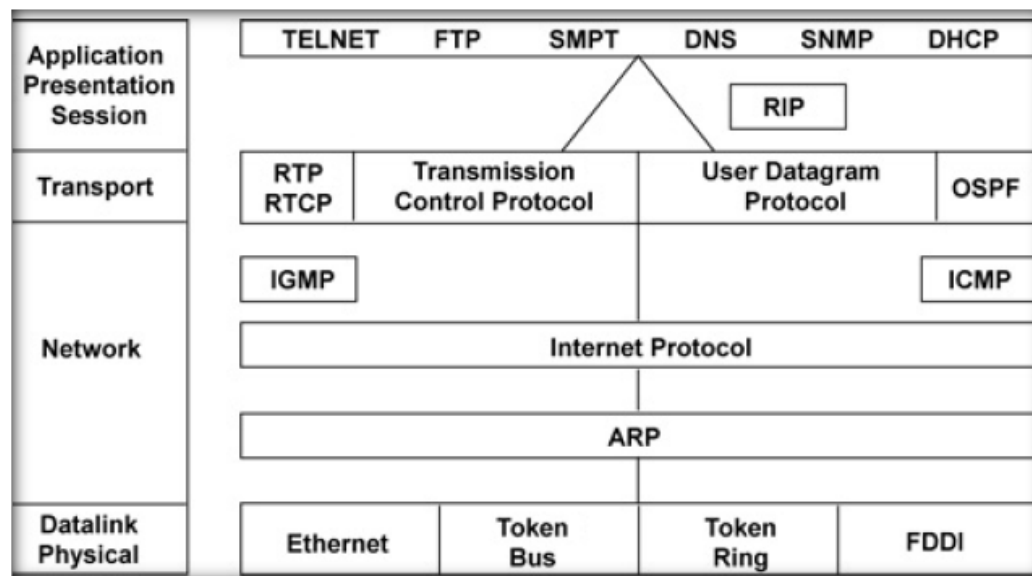 Application
Presentation
Session
TELNET FTP SMPT DNS SNMP DHCP
RIP
Transport
RTP
RTCP
Transmission
Control Protocol
User Datagram
Protocol
OSPF
Network
IGMP
ICMP
Internet Protocol
ARP
Datalink
Physical
Ethernet
Token
Bus
Token
Ring
FDDI